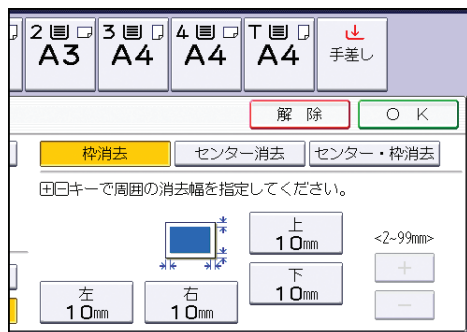 2 3 4 T
A3 A4 A4 A4 手差し
解 除 O K
枠消去 センター消去 センター・枠消去
⊞⊟キーで周囲の消去幅を指定してください。
上
10mm
<2~99mm>
+
下
10mm
左
10mm
右
10mm
−